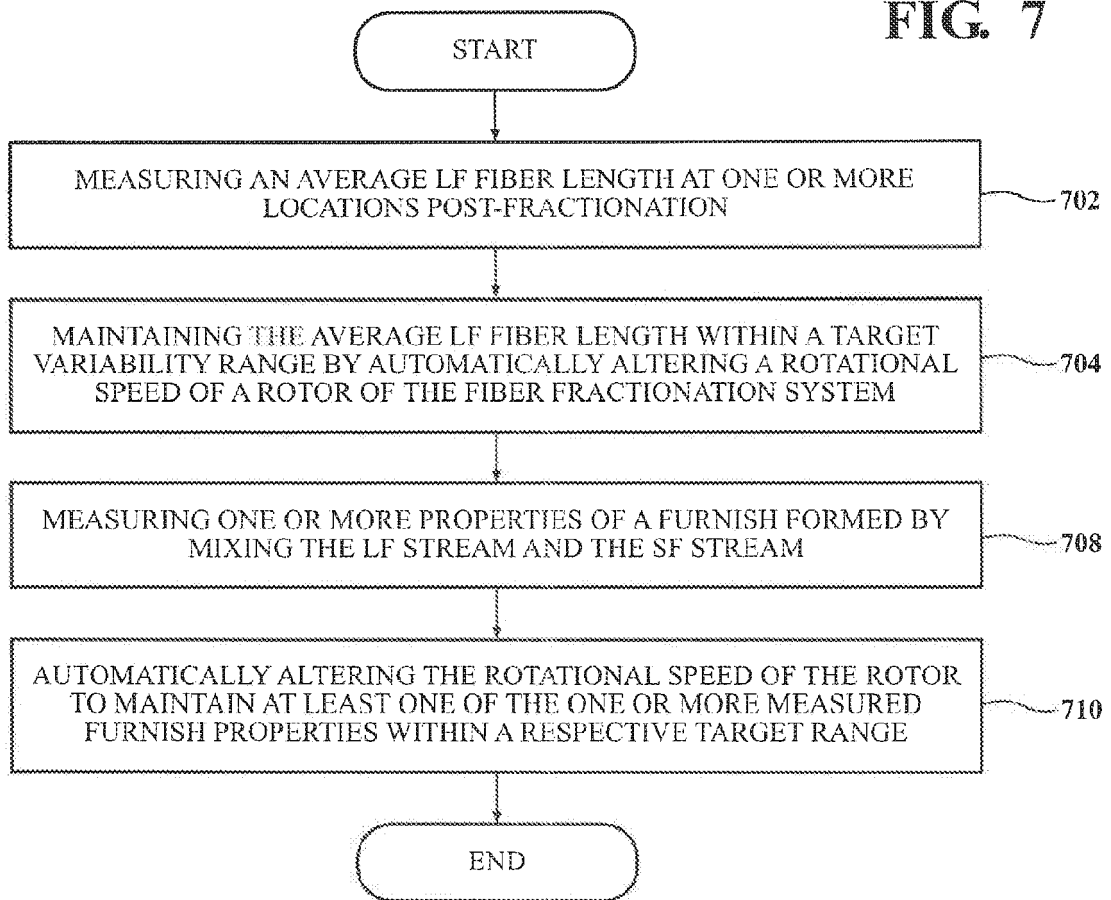 FIG. 7
START
MEASURING AN AVERAGE LF FIBER LENGTH AT ONE OR MORE
LOCATIONS POST-FRACTIONATION
702
MAINTAINING THE AVERAGE LF FIBER LENGTH WITHIN A TARGET
VARIABILITY RANGE BY AUTOMATICALLY ALTERING A ROTATIONAL
SPEED OF A ROTOR OF THE FIBER FRACTIONATION SYSTEM
704
MEASURING ONE OR MORE PROPERTIES OF A FURNISH FORMED BY
MIXING THE LF STREAM AND THE SF STREAM
708
AUTOMATICALLY ALTERING THE ROTATIONAL SPEED OF THE ROTOR
TO MAINTAIN AT LEAST ONE OF THE ONE OR MORE MEASURED
FURNISH PROPERTIES WITHIN A RESPECTIVE TARGET RANGE
710
END